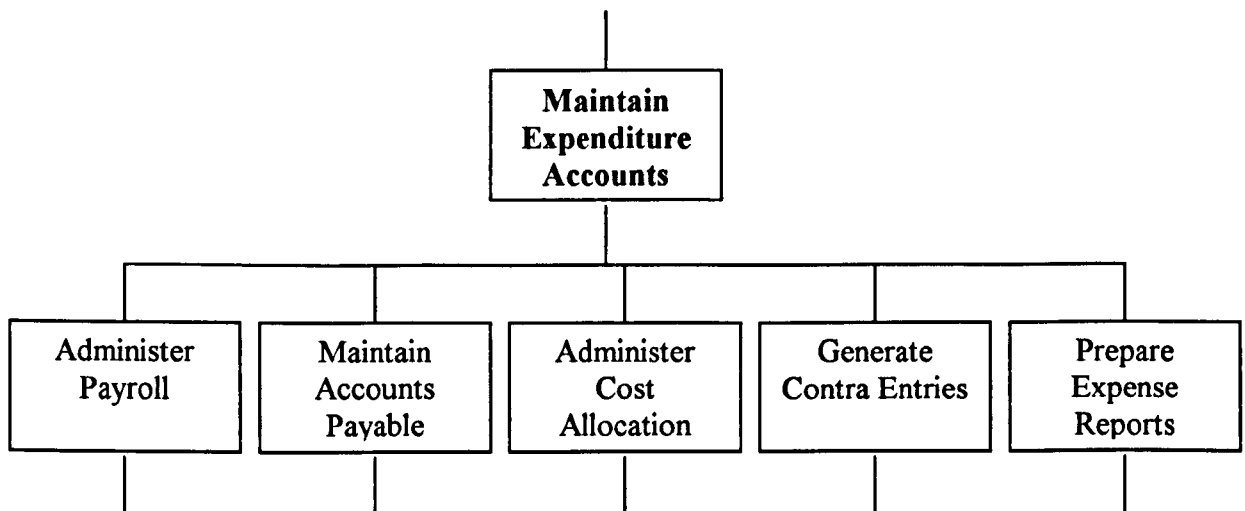 Maintain
Expenditure
Accounts
Administer
Payroll
Maintain
Accounts
Payable
Administer
Cost
Allocation
Generate
Contra Entries
Prepare
Expense
Reports